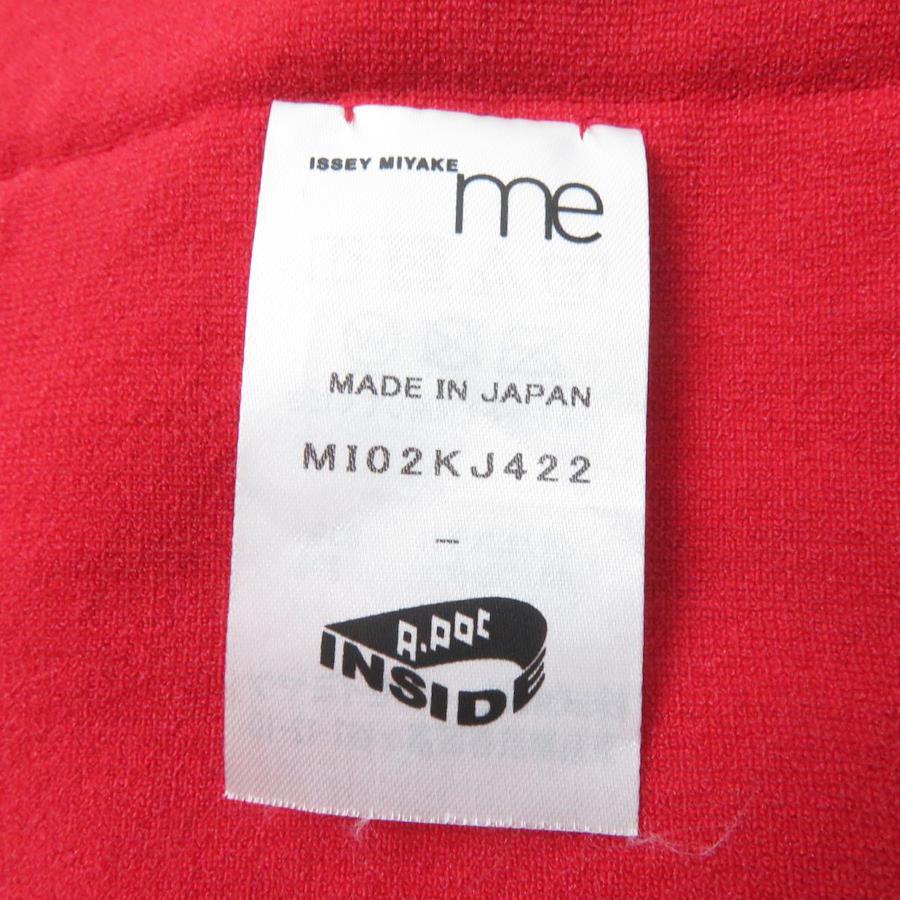 ISSEY MIYAKE
me
MADE IN JAPAN
MI02KJ422
-
A.POC
INSIDE